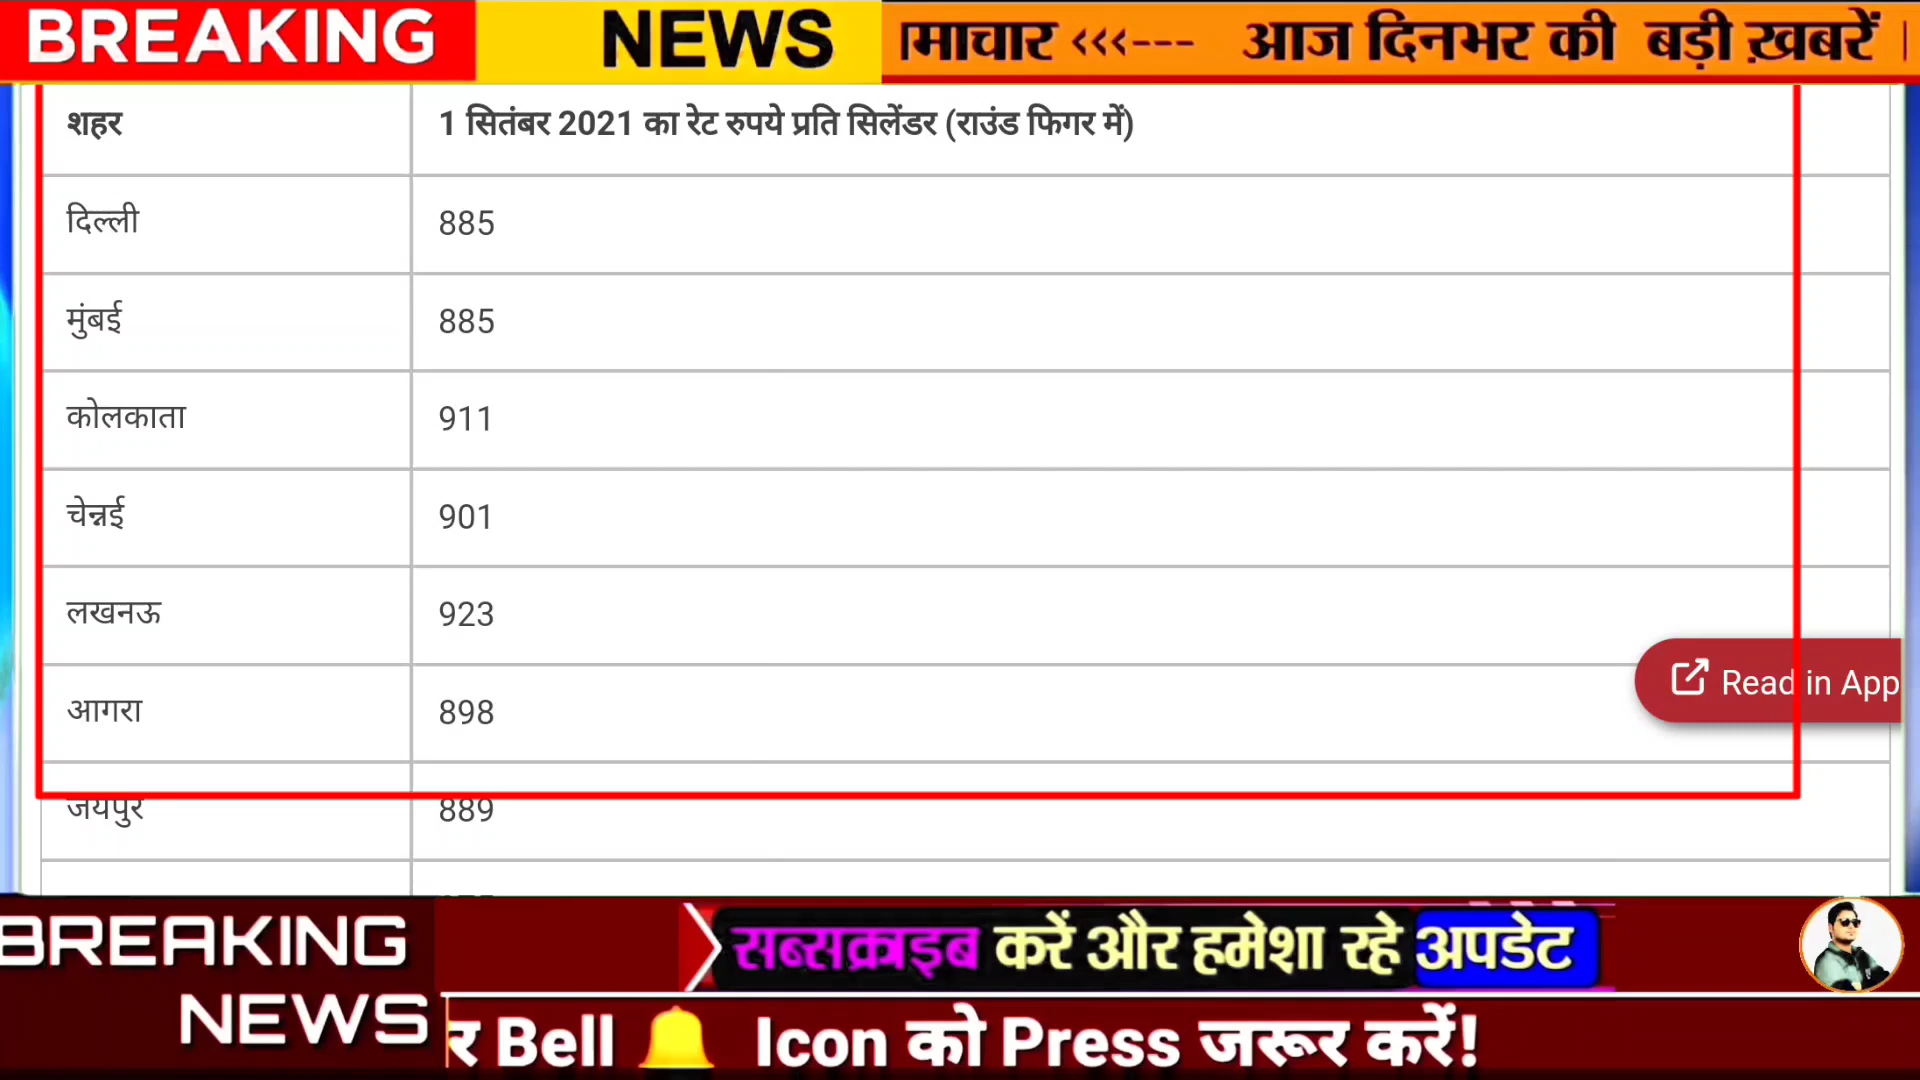 BREAKING NEWS
माचार <<<--- आज दिनभर की बड़ी ख़बरें
शहर 1 सितंबर 2021 का रेट रुपये प्रति सिलेंडर (राउंड फिगर में)
दिल्ली 885
मुंबई 885
कोलकाता 911
चेन्नई 901
लखनऊ 923
आगरा 898
Read in App
जयपुर 889
BREAKING
NEWS
सब्सक्राइब करें और हमेशा रहे अपडेट
र Bell 🔔 Icon को Press जरूर करें!